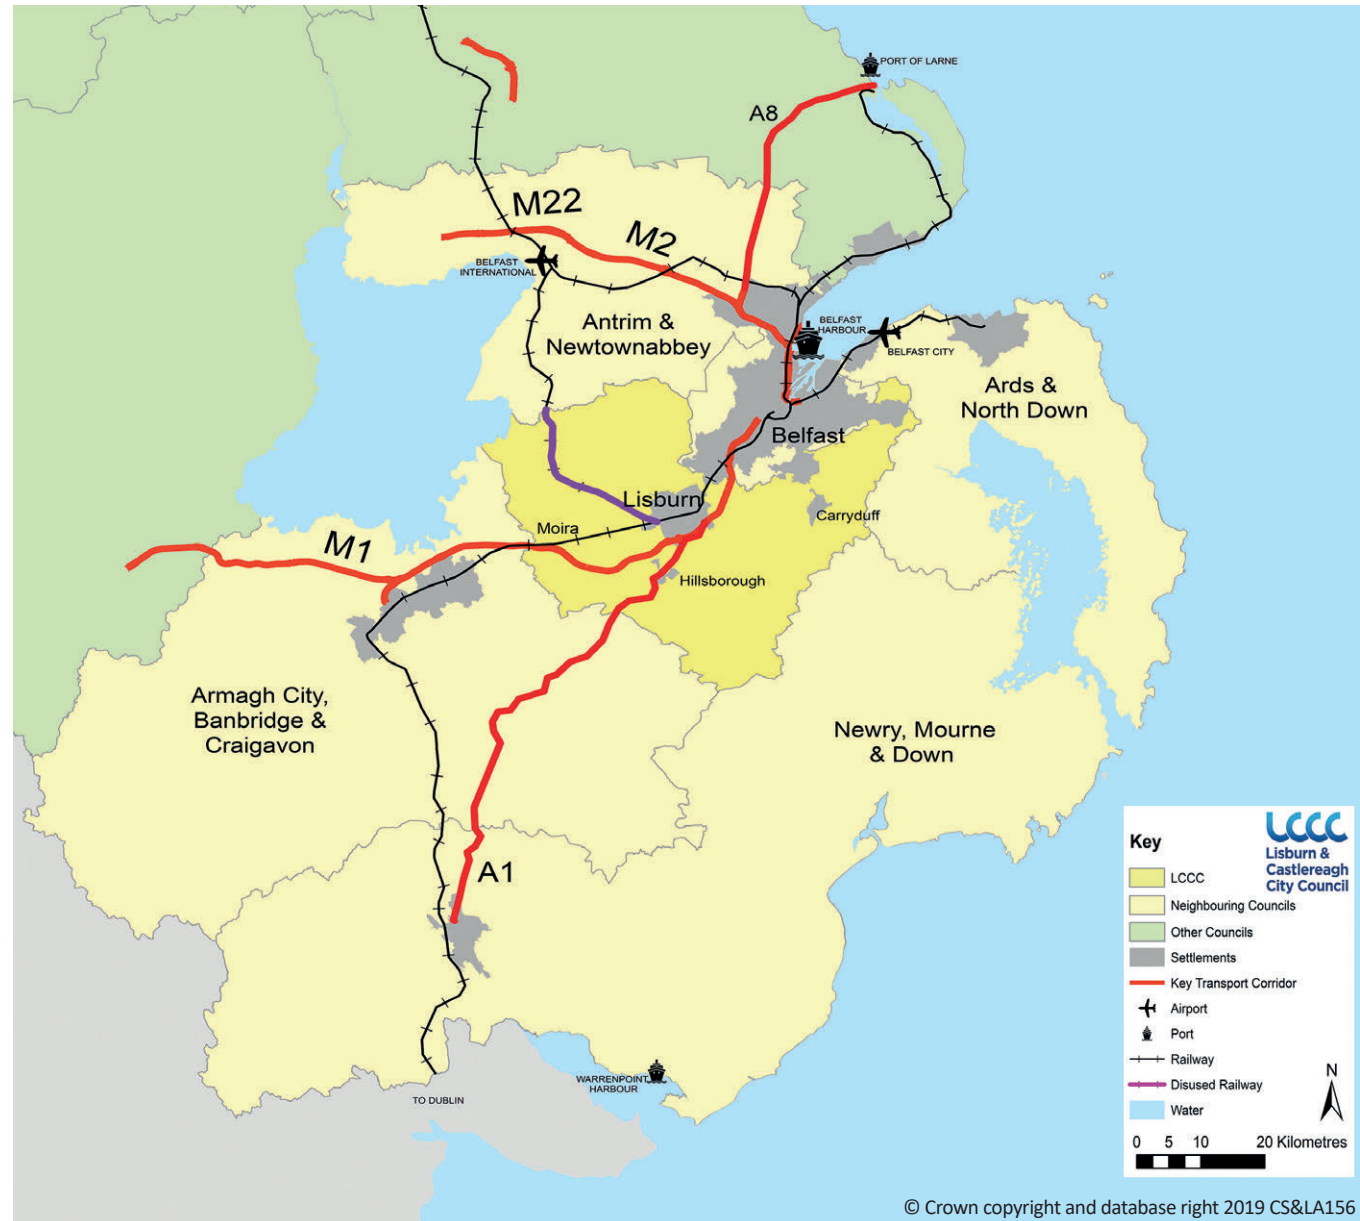 PORT OF LARNE
A8
M22
M2
BELFAST
INTERNATIONAL
Antrim &
Newtownabbey
BELFAST
HARBOUR
BELFAST CITY
Ards &
North Down
Belfast
Lisburn
Carryduff
Moira
M1
Hillsborough
Armagh City,
Banbridge &
Craigavon
Newry, Mourne
& Down
A1
WARRENPOINT
HARBOUR
TO DUBLIN
Key
LCCC
Lisburn &
Castlereagh
City Council
LCCC
Neighbouring Councils
Other Councils
Settlements
Key Transport Corridor
Airport
Port
Railway
Disused Railway
Water
N
0 5 10 20 Kilometres
© Crown copyright and database right 2019 CS&LA156